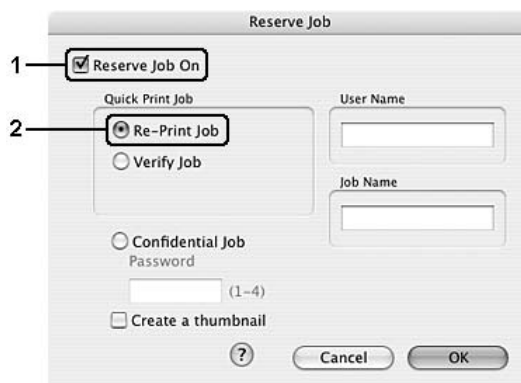 Reserve Job
1
Reserve Job On
Quick Print Job
User Name
2
Re-Print Job
Verify Job
Job Name
Confidential Job
Password
(1-4)
Create a thumbnail
?
Cancel
OK